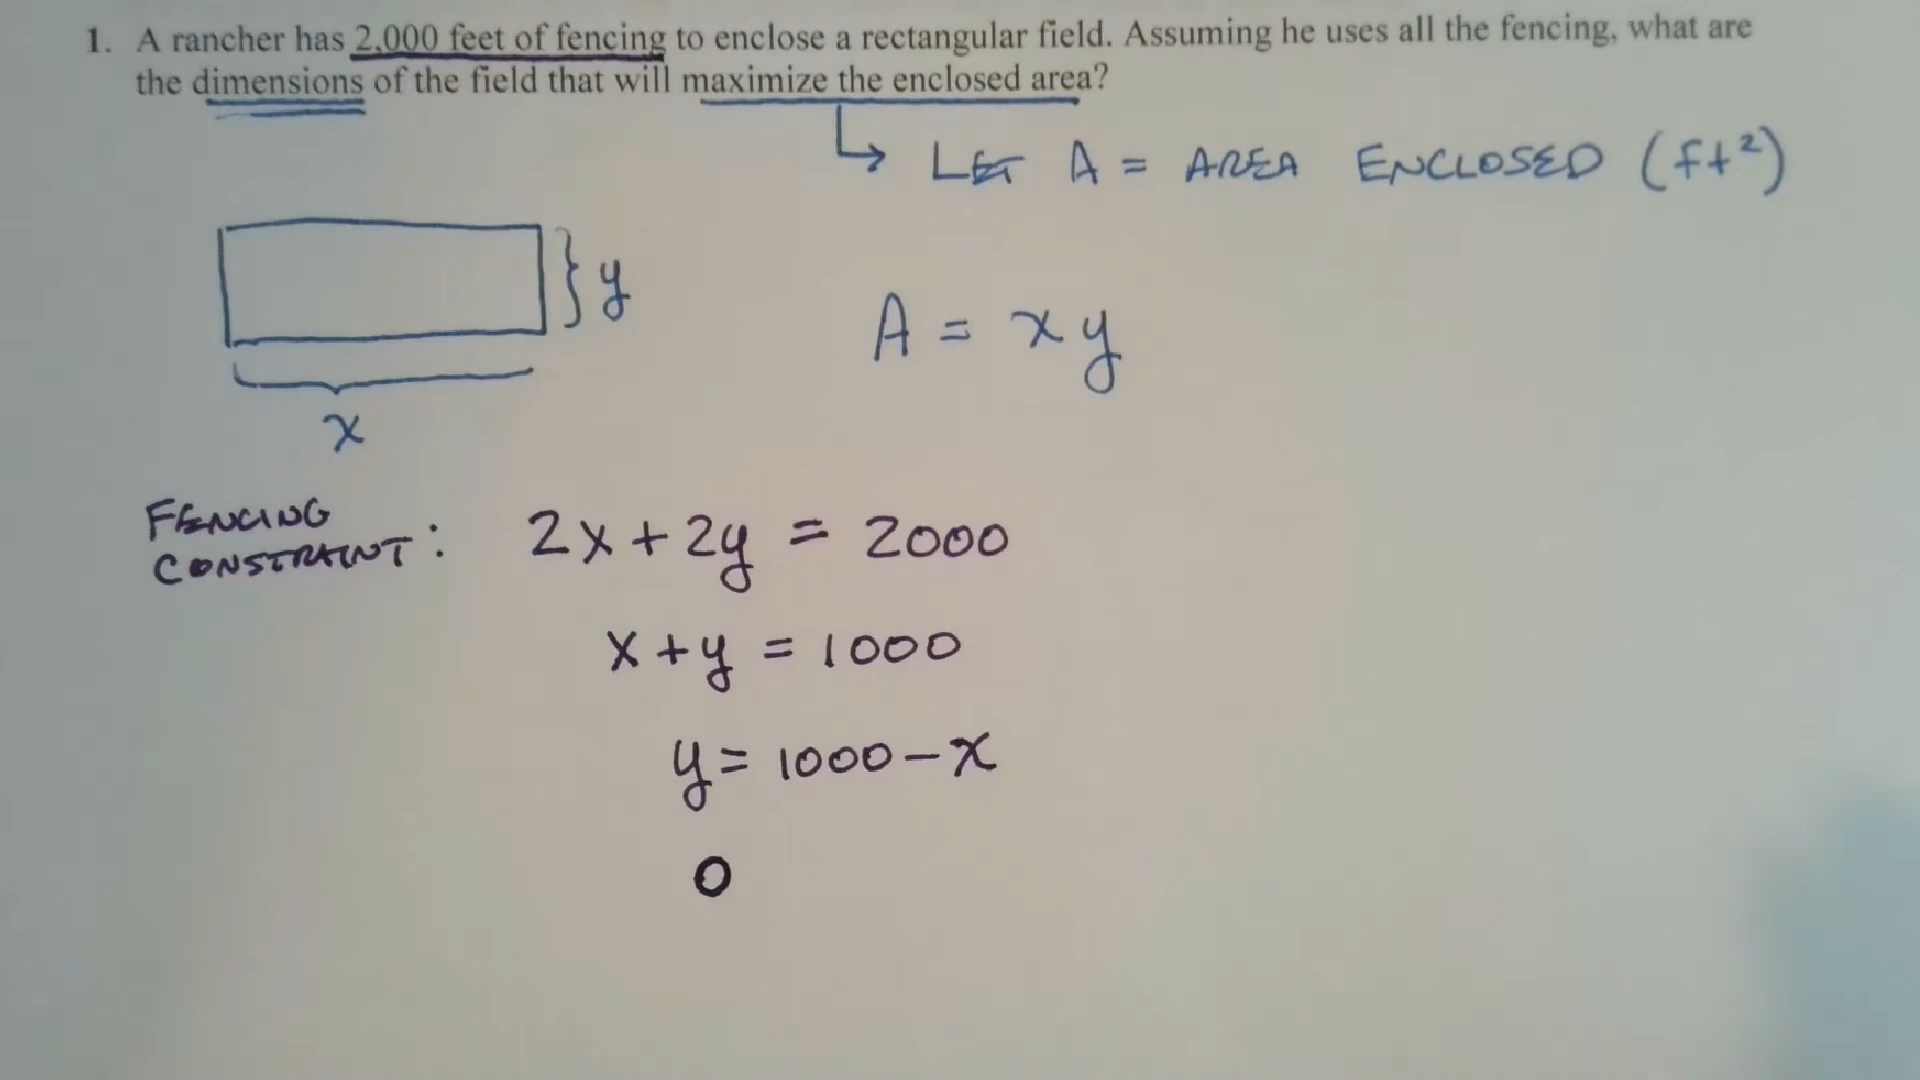 1. A rancher has 2,000 feet of fencing to enclose a rectangular field. Assuming he uses all the fencing, what are
the dimensions of the field that will maximize the enclosed area?
LET A = AREA ENCLOSED (ft²)
y
A = xy
x
FENCING
CONSTRAINT: 2x + 2y = 2000
x + y = 1000
y = 1000 - x
0